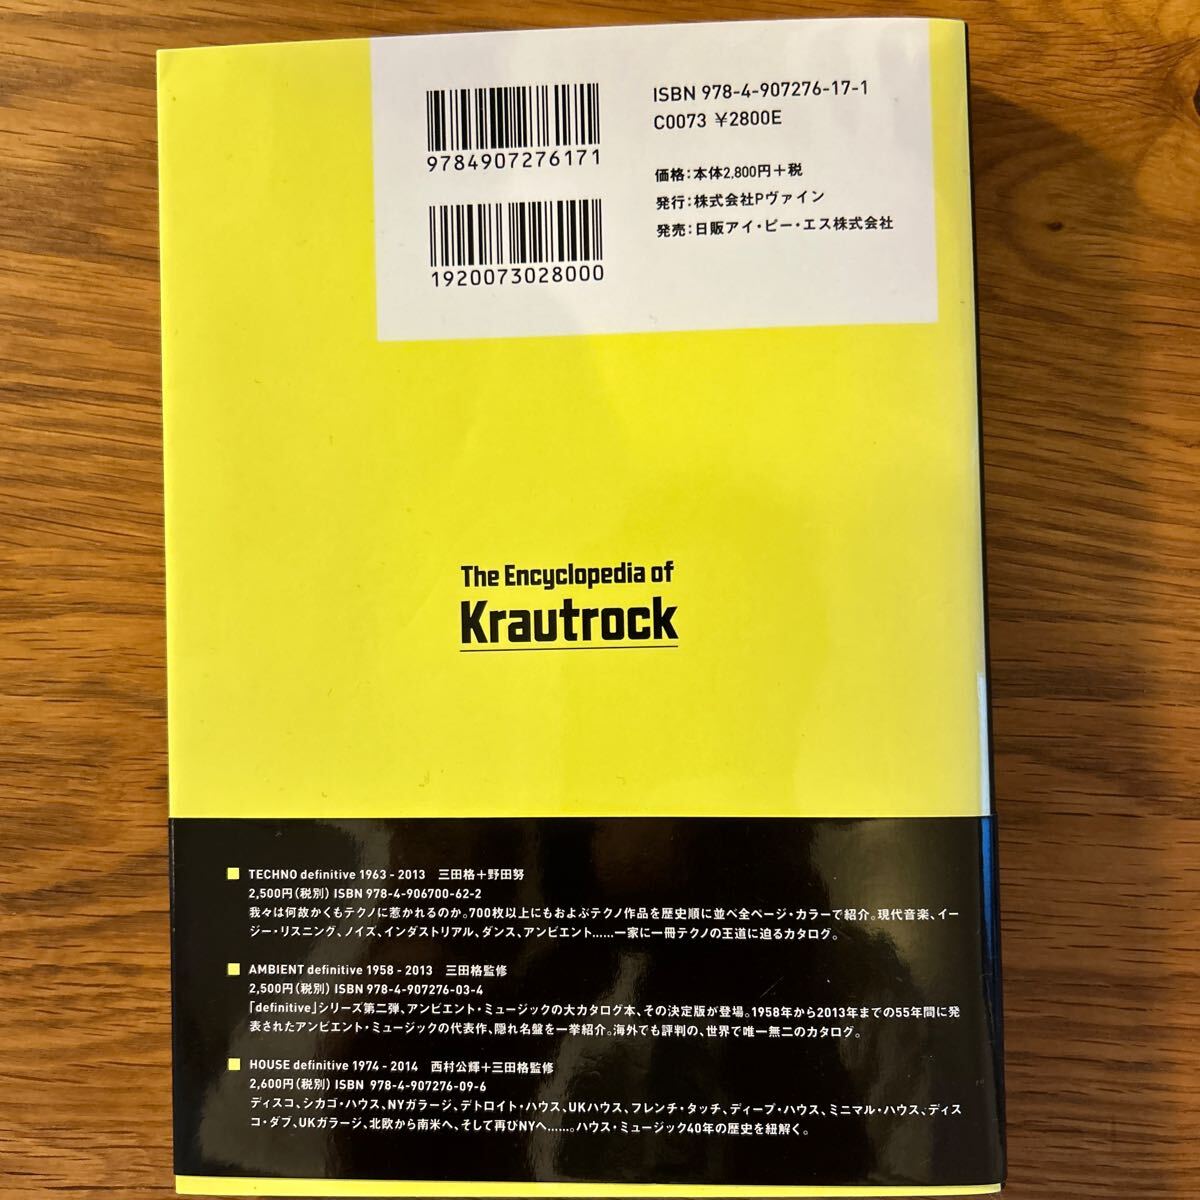 ISBN 978-4-907276-17-1
C0073 ¥2800E
9784907276171
価格:本体2,800円+税
発行:株式会社Pヴァイン
発売:日販アイ・ピー・エス株式会社
1920073028000
The Encyclopedia of
Krautrock
TECHNO definitive 1963 - 2013 三田格+野田努
2,500円(税別) ISBN 978-4-906700-62-2
我々は何故かくもテクノに惹かれるのか。700枚以上にもおよぶテクノ作品を歴史順に並べ全ページ・カラーで紹介。現代音楽、イー
ジー・リスニング、ノイズ、インダストリアル、ダンス、アンビエント……一家に一冊テクノの王道に迫るカタログ。
AMBIENT definitive 1958 - 2013 三田格監修
2,500円(税別) ISBN 978-4-907276-03-4
「definitive」シリーズ第二弾、アンビエント・ミュージックの大カタログ本、その決定版が登場。1958年から2013年までの55年間に発
表されたアンビエント・ミュージックの代表作、隠れ名盤を一挙紹介。海外でも評判の、世界で唯一無二のカタログ。
HOUSE definitive 1974 - 2014 西村公輝+三田格監修
2,600円(税別) ISBN 978-4-907276-09-6
ディスコ、シカゴ・ハウス、NYガラージ、デトロイト・ハウス、UKハウス、フレンチ・タッチ、ディープ・ハウス、ミニマル・ハウス、ディス
コ・ダブ、UKガラージ、北欧から南米へ、そして再びNYへ……。ハウス・ミュージック40年の歴史を紐解く。